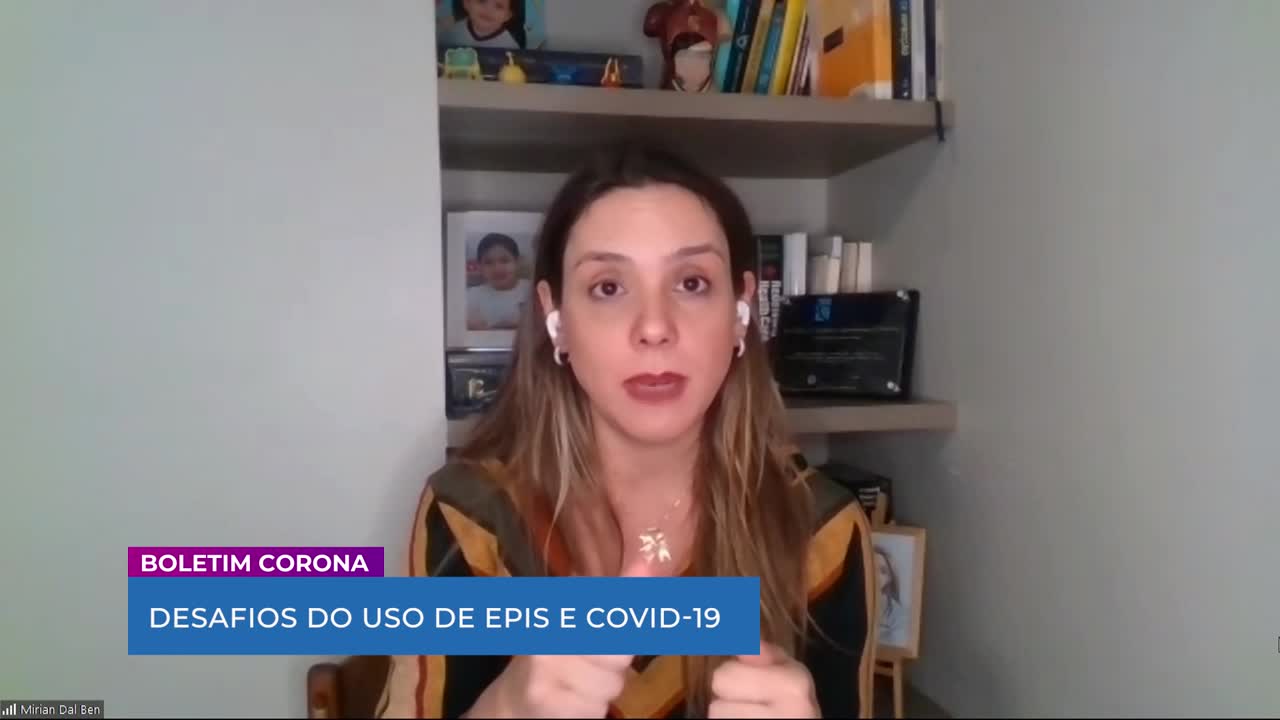 BOLETIM CORONA
DESAFIOS DO USO DE EPIS E COVID-19
Mirian Dal Ben